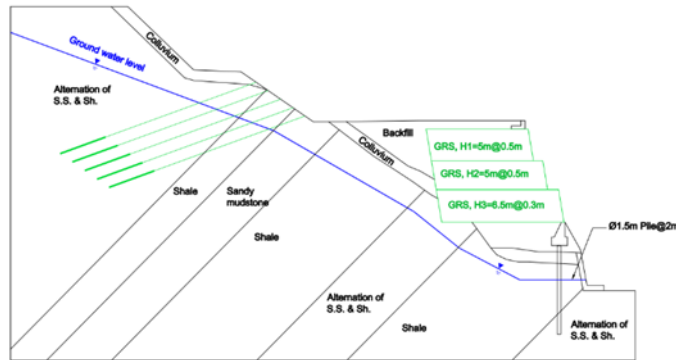 Colluvium
Ground water level
Alternation of
S.S. & Sh.
Backfill
Colluvium
GRS, H1=5m@0.5m
GRS, H2=5m@0.5m
GRS, H3=6.5m@0.3m
Shale
Sandy
mudstone
Shale
Ø1.5m Pile@2m
Alternation of
S.S. & Sh.
Shale
Alternation of
S.S. & Sh.